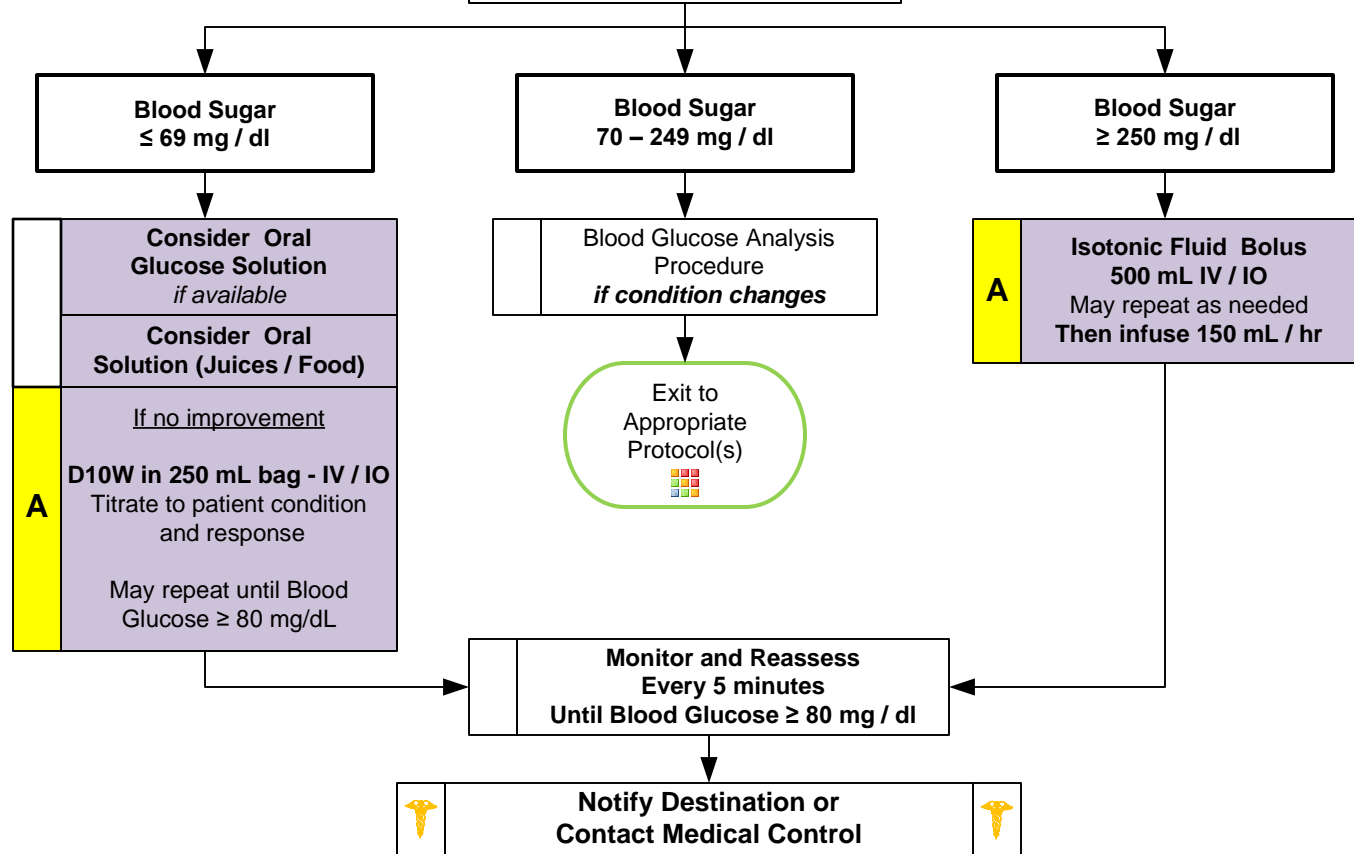 Blood Sugar
≤ 69 mg / dl
Blood Sugar
70 – 249 mg / dl
Blood Sugar
≥ 250 mg / dl
Consider Oral
Glucose Solution
if available
Consider Oral
Solution (Juices / Food)
A
If no improvement
D10W in 250 mL bag - IV / IO
Titrate to patient condition
and response
May repeat until Blood
Glucose ≥ 80 mg/dL
Blood Glucose Analysis
Procedure
if condition changes
Exit to
Appropriate
Protocol(s)
A
Isotonic Fluid Bolus
500 mL IV / IO
May repeat as needed
Then infuse 150 mL / hr
Monitor and Reassess
Every 5 minutes
Until Blood Glucose ≥ 80 mg / dl
Notify Destination or
Contact Medical Control